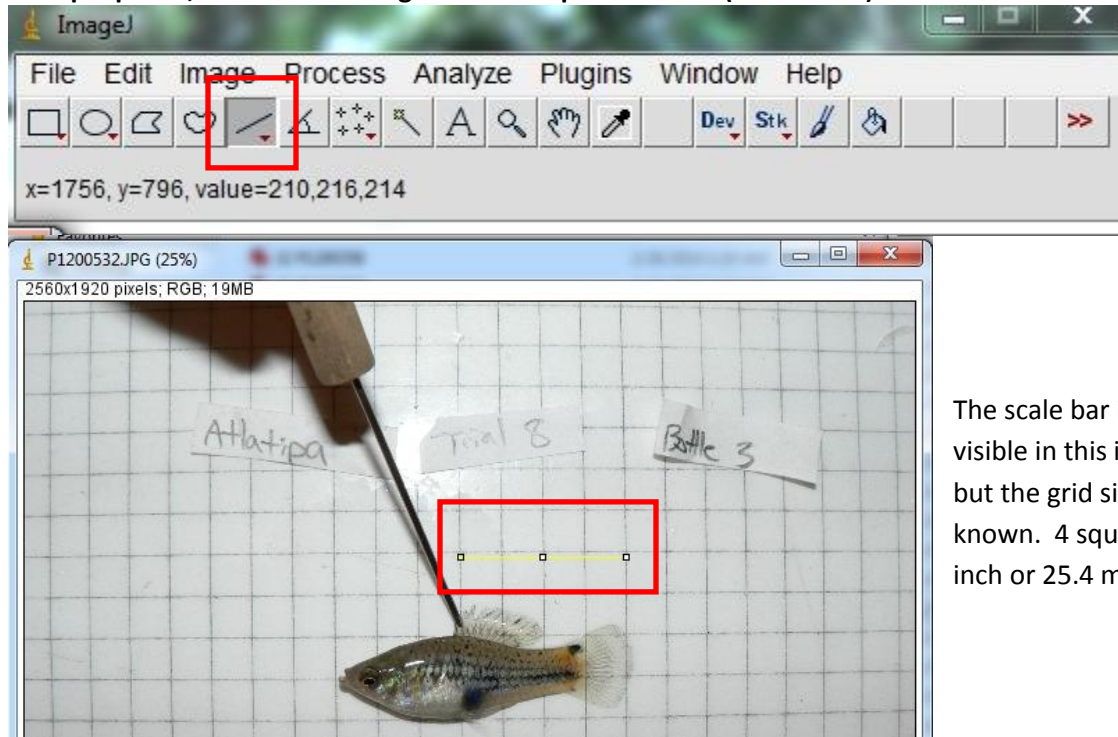 ImageJ
File Edit Image Process Analyze Plugins Window Help
A Dev Stk >>
x=1756, y=796, value=210,216,214
P1200532.JPG (25%)
2560x1920 pixels; RGB; 19MB
Atlatipa Trial 8 Bottle 3
The scale bar
visible in this i
but the grid si
known. 4 squ
inch or 25.4 m